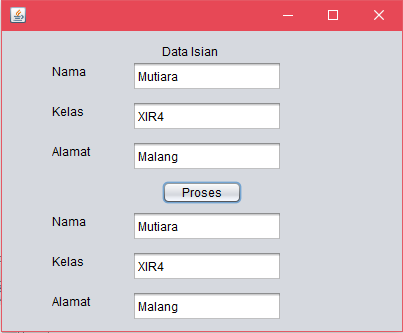 Data Isian
Nama Mutiara
Kelas XIR4
Alamat Malang
Proses
Nama Mutiara
Kelas XIR4
Alamat Malang